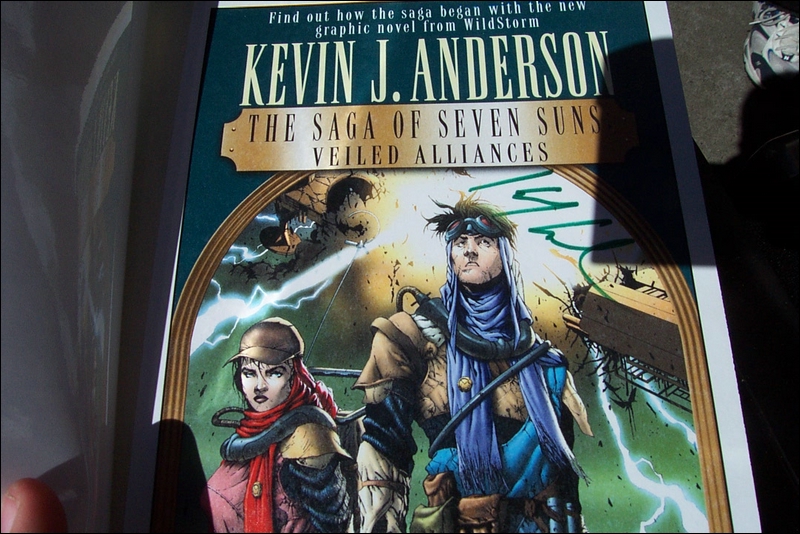 Find out how the saga began with the new
graphic novel from WildStorm
KEVIN J. ANDERSON
THE SAGA OF SEVEN SUNS
VEILED ALLIANCES